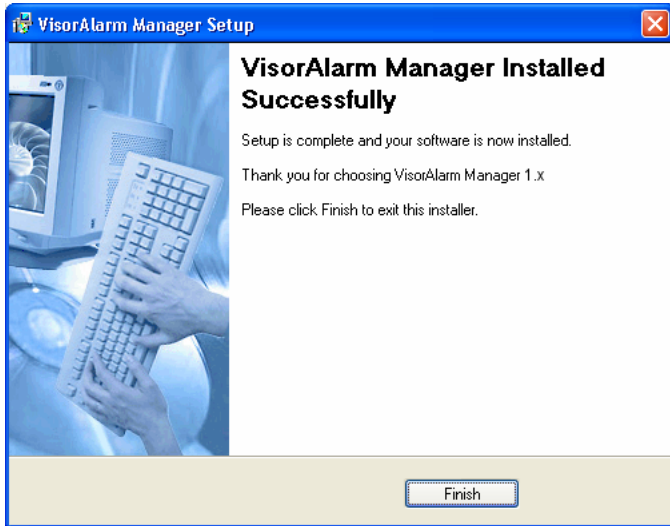 VisorAlarm Manager Setup
VisorAlarm Manager Installed
Successfully
Setup is complete and your software is now installed.
Thank you for choosing VisorAlarm Manager 1.x
Please click Finish to exit this installer.
Finish